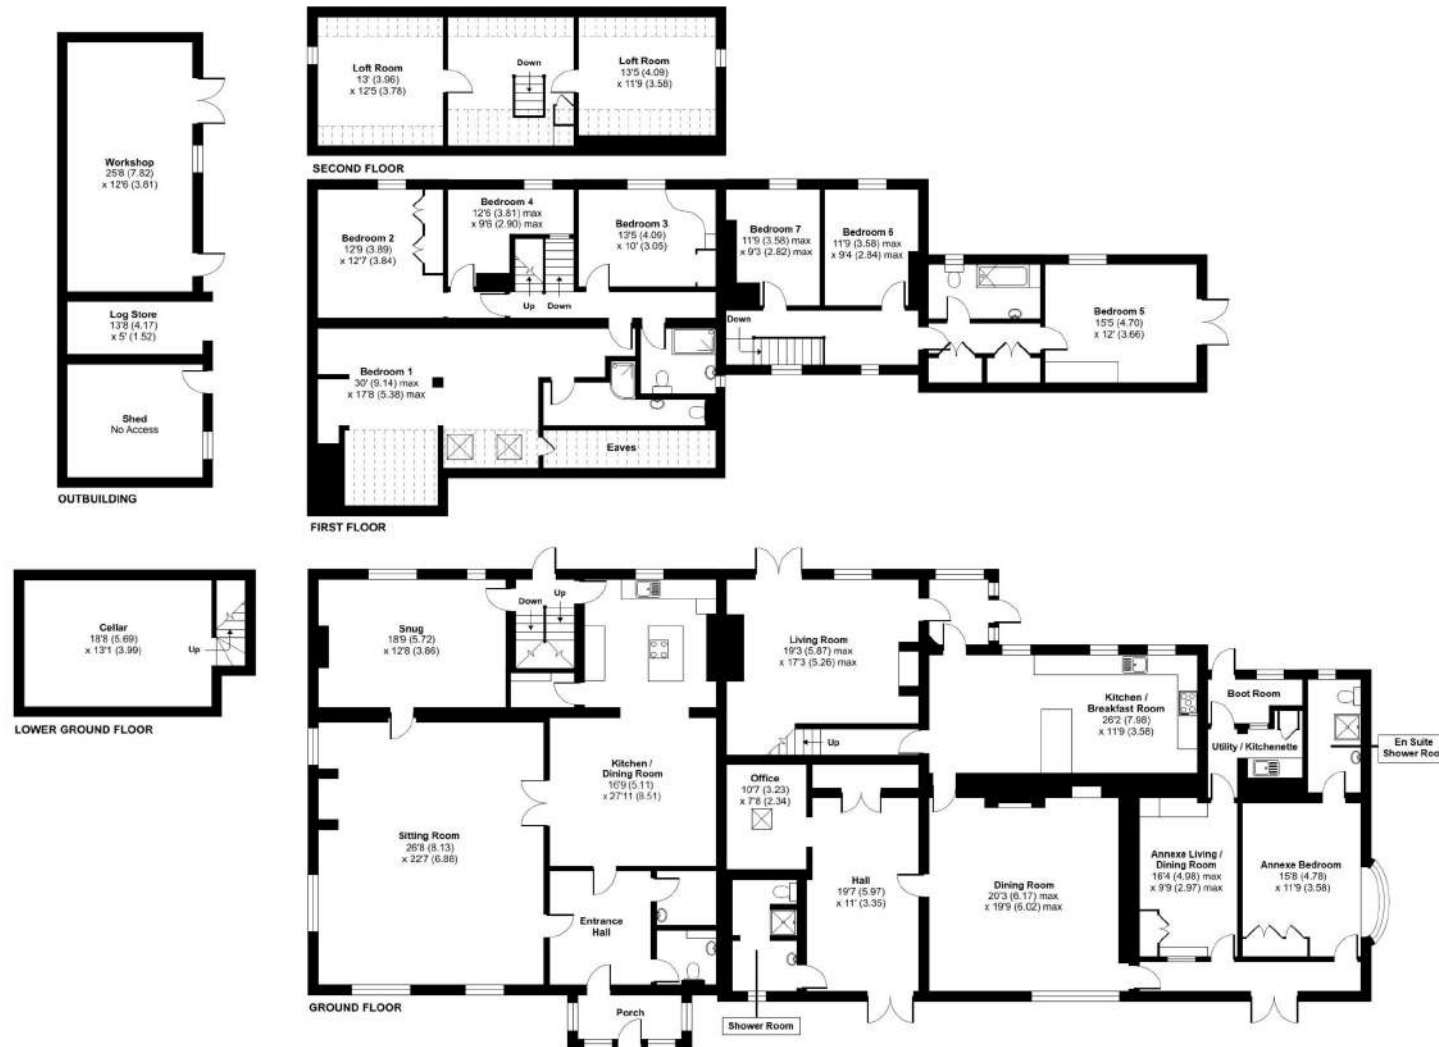 Workshop
25'8 (7.82)
x 12'6 (3.81)
Log Store
13'8 (4.17)
x 5' (1.52)
Shed
No Access
OUTBUILDING
Loft Room
13' (3.96)
x 12'5 (3.78)
Down
Loft Room
13'5 (4.09)
x 11'9 (3.58)
SECOND FLOOR
Bedroom 2
12'9 (3.89)
x 12'7 (3.84)
Bedroom 4
12'6 (3.81) max
x 9'6 (2.90) max
Bedroom 3
13'5 (4.09)
x 10' (3.05)
Up
Down
Bedroom 7
11'9 (3.58) max
x 9'3 (2.82) max
Bedroom 6
11'9 (3.58) max
x 9'4 (2.84) max
Down
Bedroom 5
15'5 (4.70)
x 12' (3.66)
Bedroom 1
30' (9.14) max
x 17'8 (5.38) max
Eaves
FIRST FLOOR
Cellar
18'8 (5.69)
x 13'1 (3.99)
Up
LOWER GROUND FLOOR
Snug
18'9 (5.72)
x 12'8 (3.86)
Down
Up
Living Room
19'3 (5.87) max
x 17'3 (5.26) max
Up
Kitchen /
Breakfast Room
26'2 (7.98)
x 11'9 (3.58)
Boot Room
Utility / Kitchenette
En Suite
Shower Roo
Kitchen /
Dining Room
16'9 (5.11)
x 27'11 (8.51)
Office
10'7 (3.23)
x 7'8 (2.34)
Sitting Room
26'8 (8.13)
x 22'7 (6.88)
Hall
19'7 (5.97)
x 11' (3.35)
Dining Room
20'3 (6.17) max
x 19'9 (6.02) max
Annexe Living /
Dining Room
16'4 (4.98) max
x 9'9 (2.97) max
Annexe Bedroom
15'8 (4.78)
x 11'9 (3.58)
Entrance
Hall
Porch
Shower Room
GROUND FLOOR